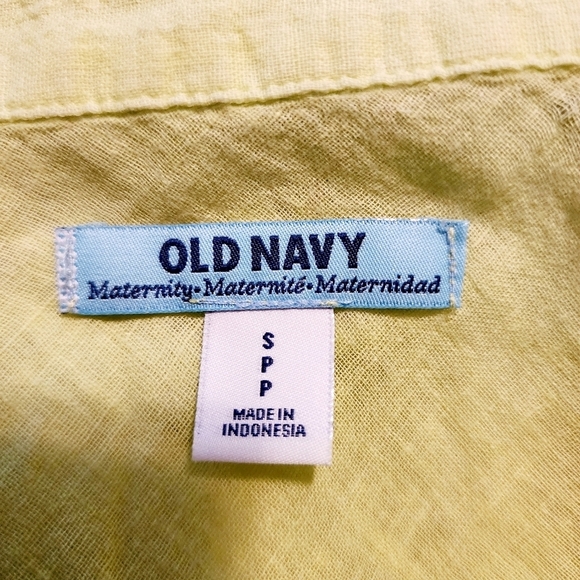 OLD NAVY
Maternity•Maternité•Maternidad
S
P
P
MADE IN
INDONESIA